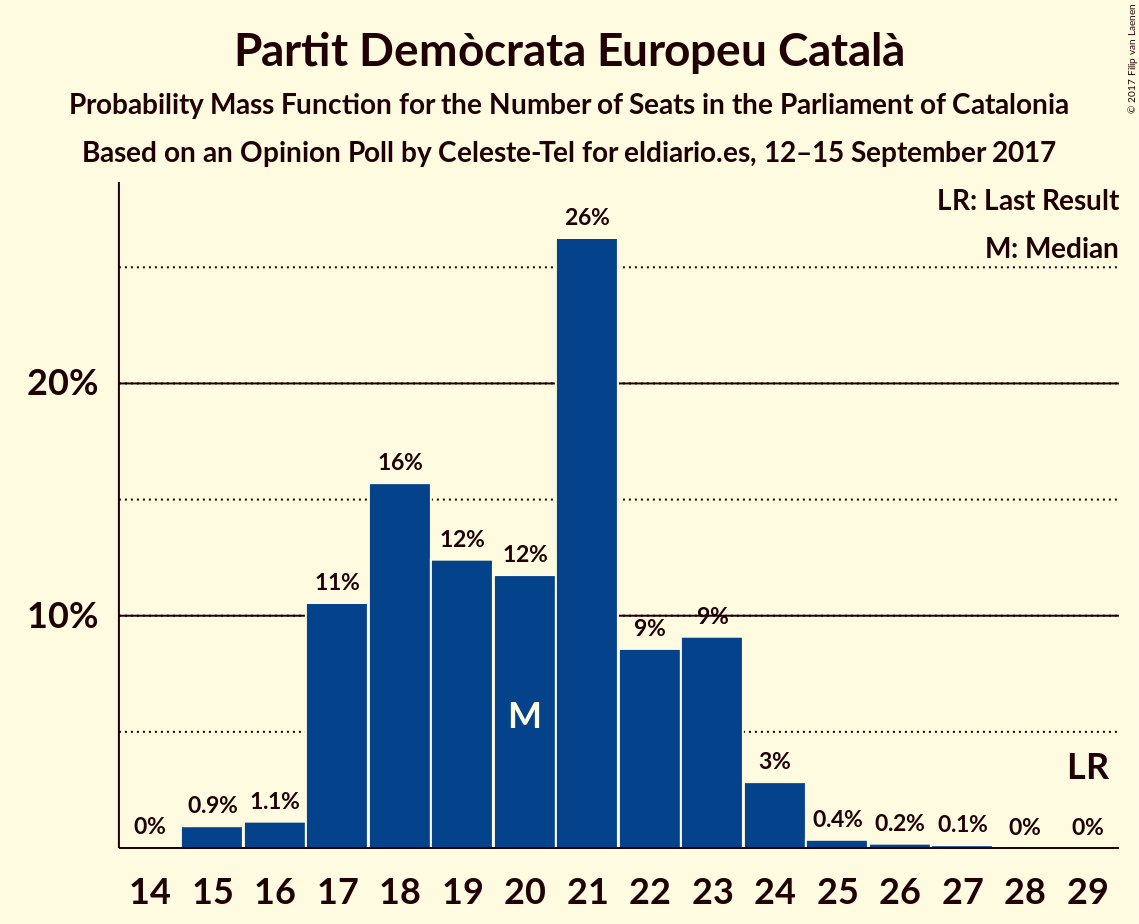 Partit Demòcrata Europeu Català
Probability Mass Function for the Number of Seats in the Parliament of Catalonia
Based on an Opinion Poll by Celeste-Tel for eldiario.es, 12–15 September 2017
© 2017 Filip van Laenen
LR: Last Result
M: Median
26%
20%
16%
12%
12%
11%
10%
9%
9%
M
3%
LR
0%
0.9%
1.1%
0.4%
0.2%
0.1%
0%
0%
14 15 16 17 18 19 20 21 22 23 24 25 26 27 28 29